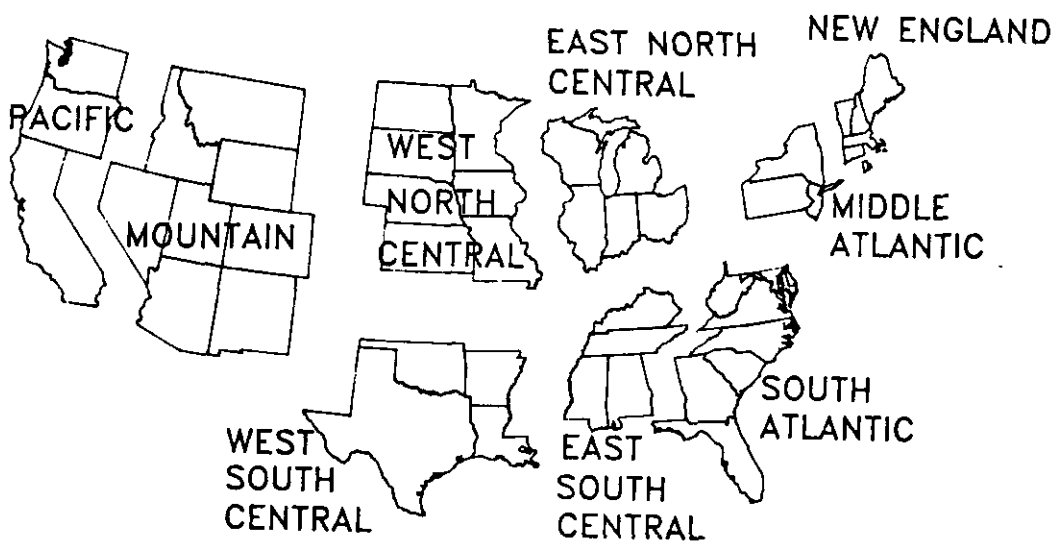 NEW ENGLAND
EAST NORTH
CENTRAL
PACIFIC
WEST
NORTH
CENTRAL
MOUNTAIN
MIDDLE
ATLANTIC
SOUTH
ATLANTIC
WEST
SOUTH
CENTRAL
EAST
SOUTH
CENTRAL